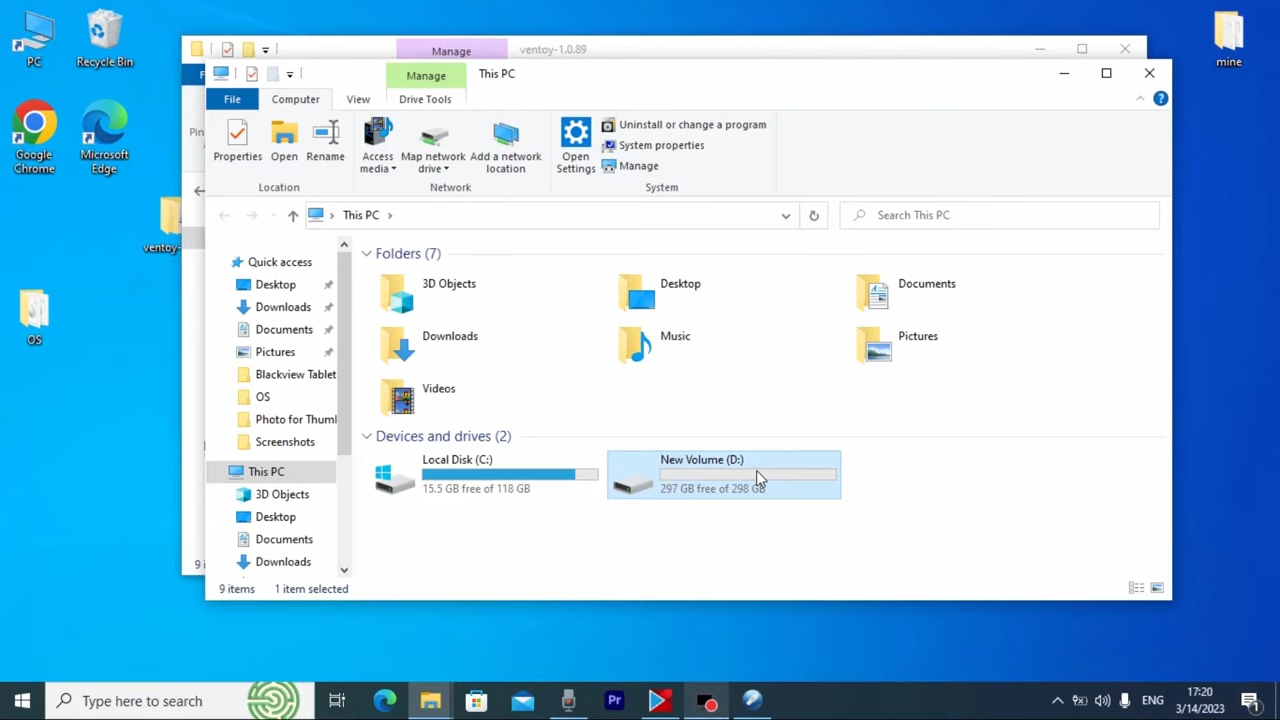 PC
Recycle Bin
mine
Manage
ventoy-1.0.89
Manage
This PC
File
Computer
View
Drive Tools
Properties
Open
Rename
Access media
Map network drive
Add a network location
Open Settings
Uninstall or change a program
System properties
Manage
Location
Network
System
This PC
Search This PC
Google Chrome
Microsoft Edge
ventoy-
OS
Quick access
Desktop
Downloads
Documents
Pictures
Blackview Tablet
OS
Photo for Thum
Screenshots
This PC
3D Objects
Desktop
Documents
Downloads
Folders (7)
3D Objects
Desktop
Documents
Downloads
Music
Pictures
Videos
Devices and drives (2)
Local Disk (C:)
15.5 GB free of 118 GB
New Volume (D:)
297 GB free of 298 GB
9 i
9 items
1 item selected
Type here to search
Pr
ENG
17:20
3/14/2023
1